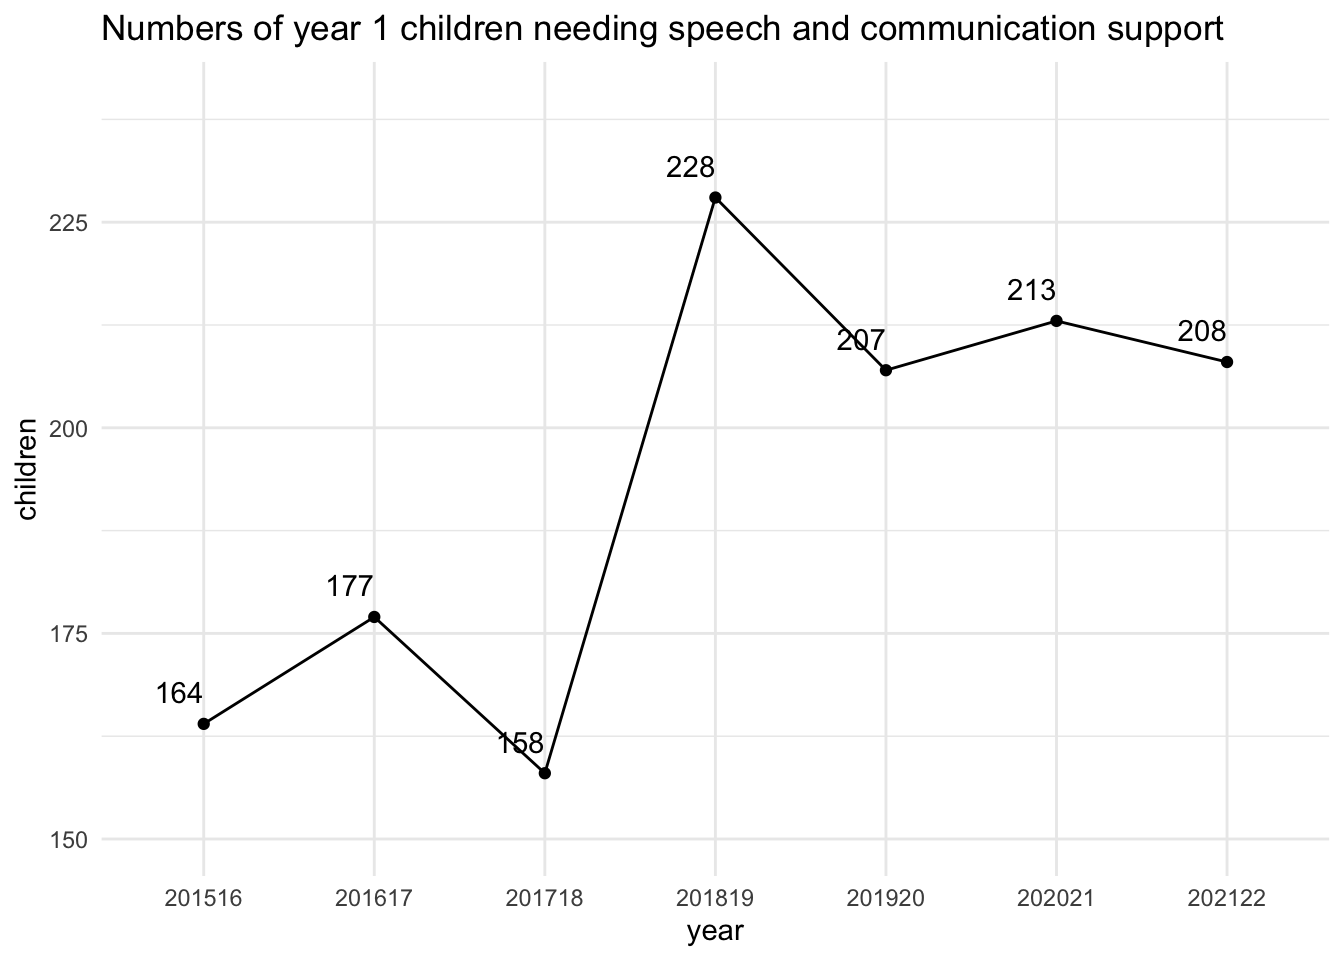 Numbers of year 1 children needing speech and communication support
228
225
213
208
207
200
children
177
175
164
158
150
201516 201617 201718 201819 201920 202021 202122
year